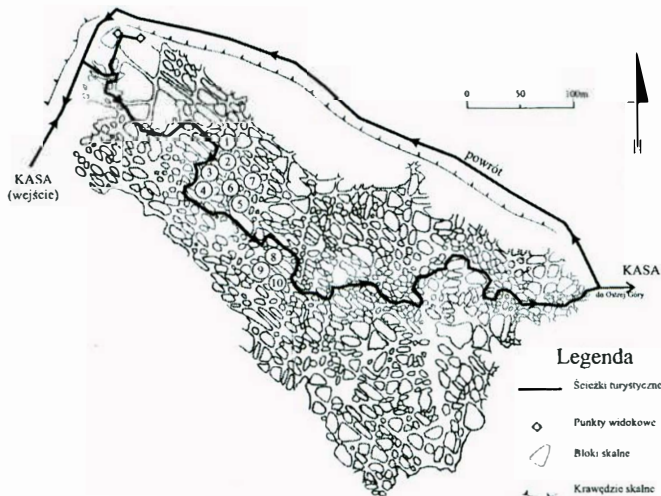 0 50 100m
KASA
(wejście)
powrót
1
2
3
7
4
6
5
8
9
10
KASA
do Ostrej Góry
Legenda
Ścieżki turystyczne
Punkty widokowe
Bloki skalne
Krawędzie skalne